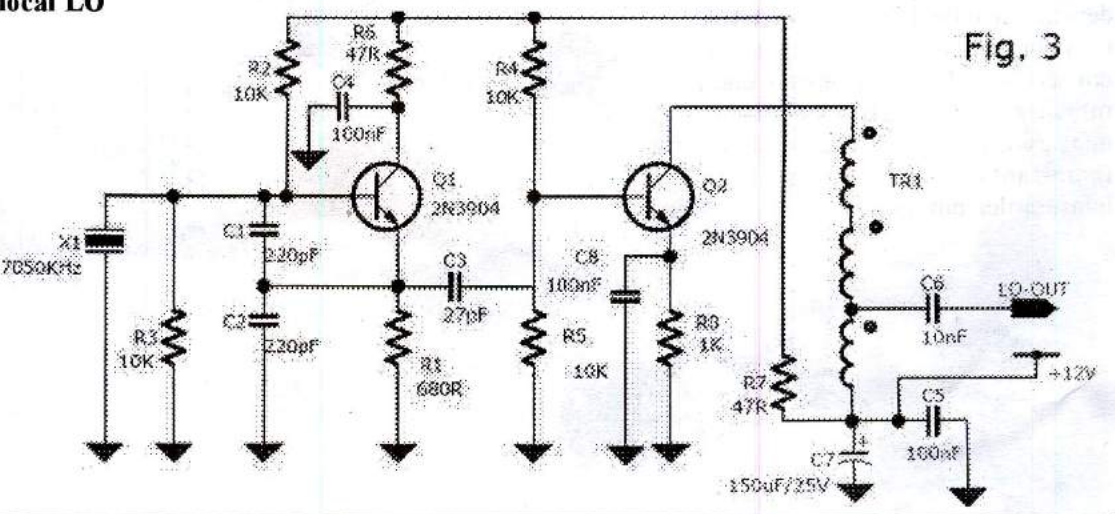 local LO
Fig. 3
R6
47R
R2
10K
C4
100nF
R4
10K
Q1
2N3904
Q2
2N3904
TR1
X1
7050KHz
C1
220pF
C3
27pF
C8
100nF
C6
10nF
LO-OUT
R3
10K
C2
220pF
R1
680R
R5
10K
R8
1K
R7
47R
+12V
C5
100nF
C7
+
150uF/25V